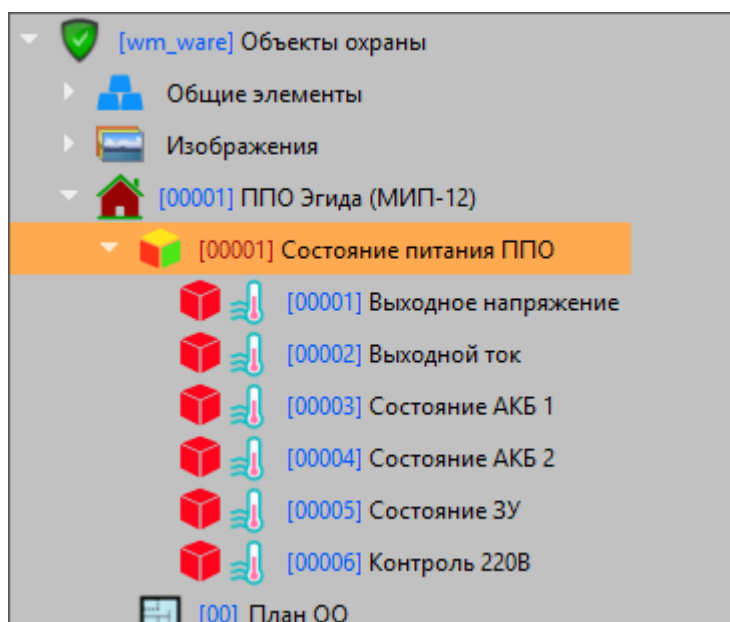 [wm_ware] Объекты охраны
Общие элементы
Изображения
[00001] ППО Эгида (МИП-12)
[00001] Состояние питания ППО
[00001] Выходное напряжение
[00002] Выходной ток
[00003] Состояние АКБ 1
[00004] Состояние АКБ 2
[00005] Состояние ЗУ
[00006] Контроль 220В
[00] План ОО